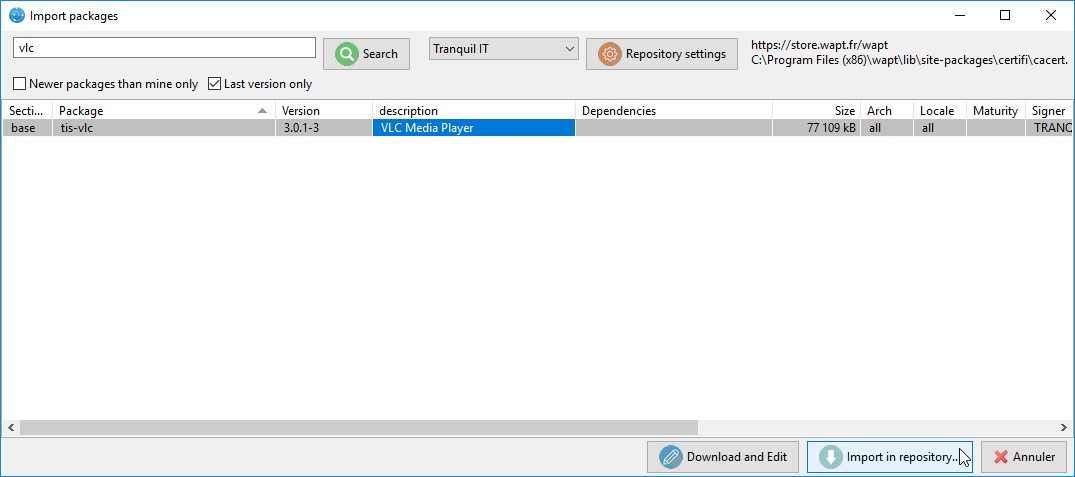 Import packages
vlc
Search
Tranquil IT
Repository settings
https://store.wapt.fr/wapt
C:\Program Files (x86)\wapt\lib\site-packages\certifi\cacert.
Newer packages than mine only
Last version only
Secti... Package Version description Dependencies Size Arch Locale Maturity Signer
base tis-vlc 3.0.1-3 VLC Media Player 77 109 kB all all TRANQ
Download and Edit
Import in repository...
Annuler